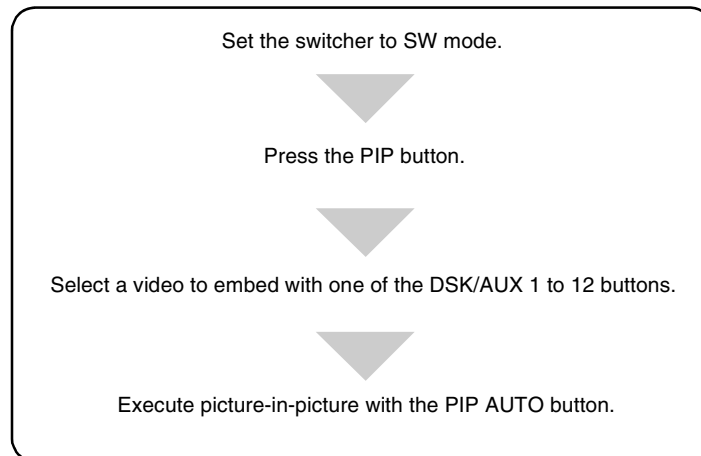 Set the switcher to SW mode.
Press the PIP button.
Select a video to embed with one of the DSK/AUX 1 to 12 buttons.
Execute picture-in-picture with the PIP AUTO button.